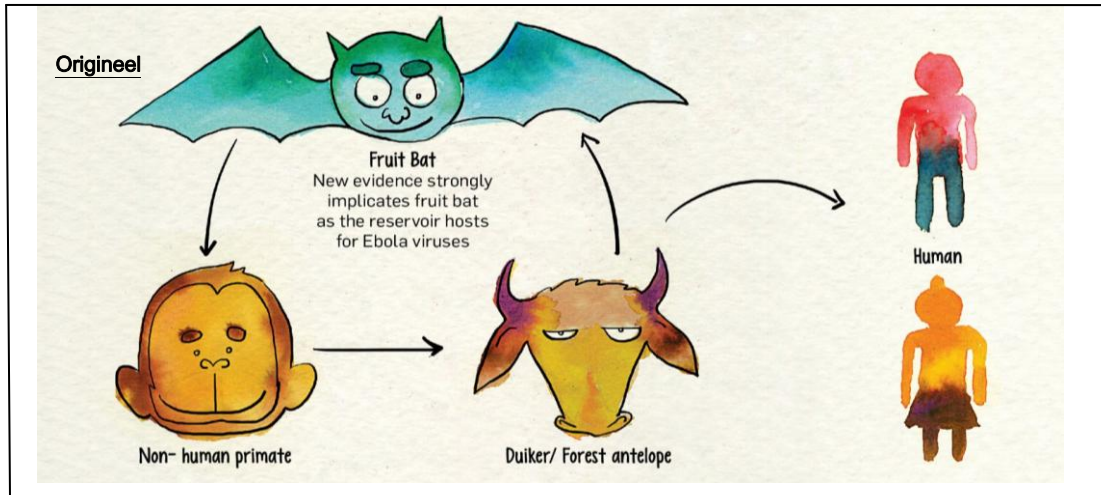 Origineel
Fruit Bat
New evidence strongly
implicates fruit bat
as the reservoir hosts
for Ebola viruses
Human
Non- human primate
Duiker/ Forest antelope